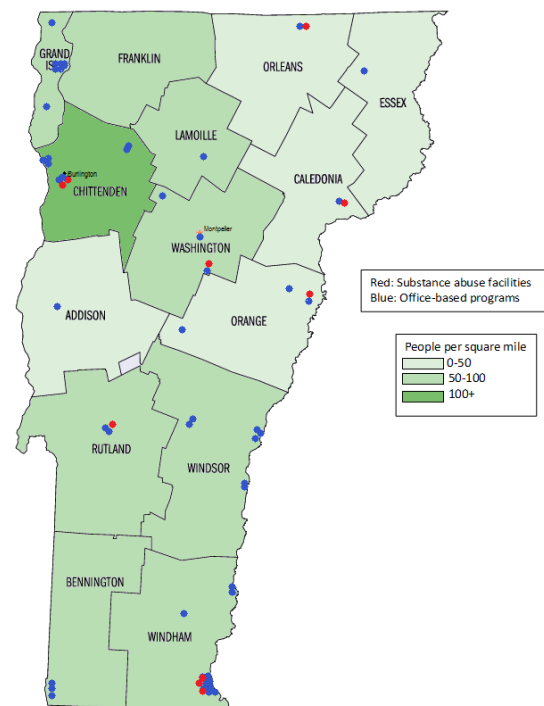 GRAND
ISLE
FRANKLIN
ORLEANS
ESSEX
LAMOILLE
Burlington
CHITTENDEN
CALEDONIA
Montpelier
WASHINGTON
Red: Substance abuse facilities
Blue: Office-based programs
ADDISON
ORANGE
People per square mile
0-50
50-100
100+
RUTLAND
WINDSOR
BENNINGTON
WINDHAM